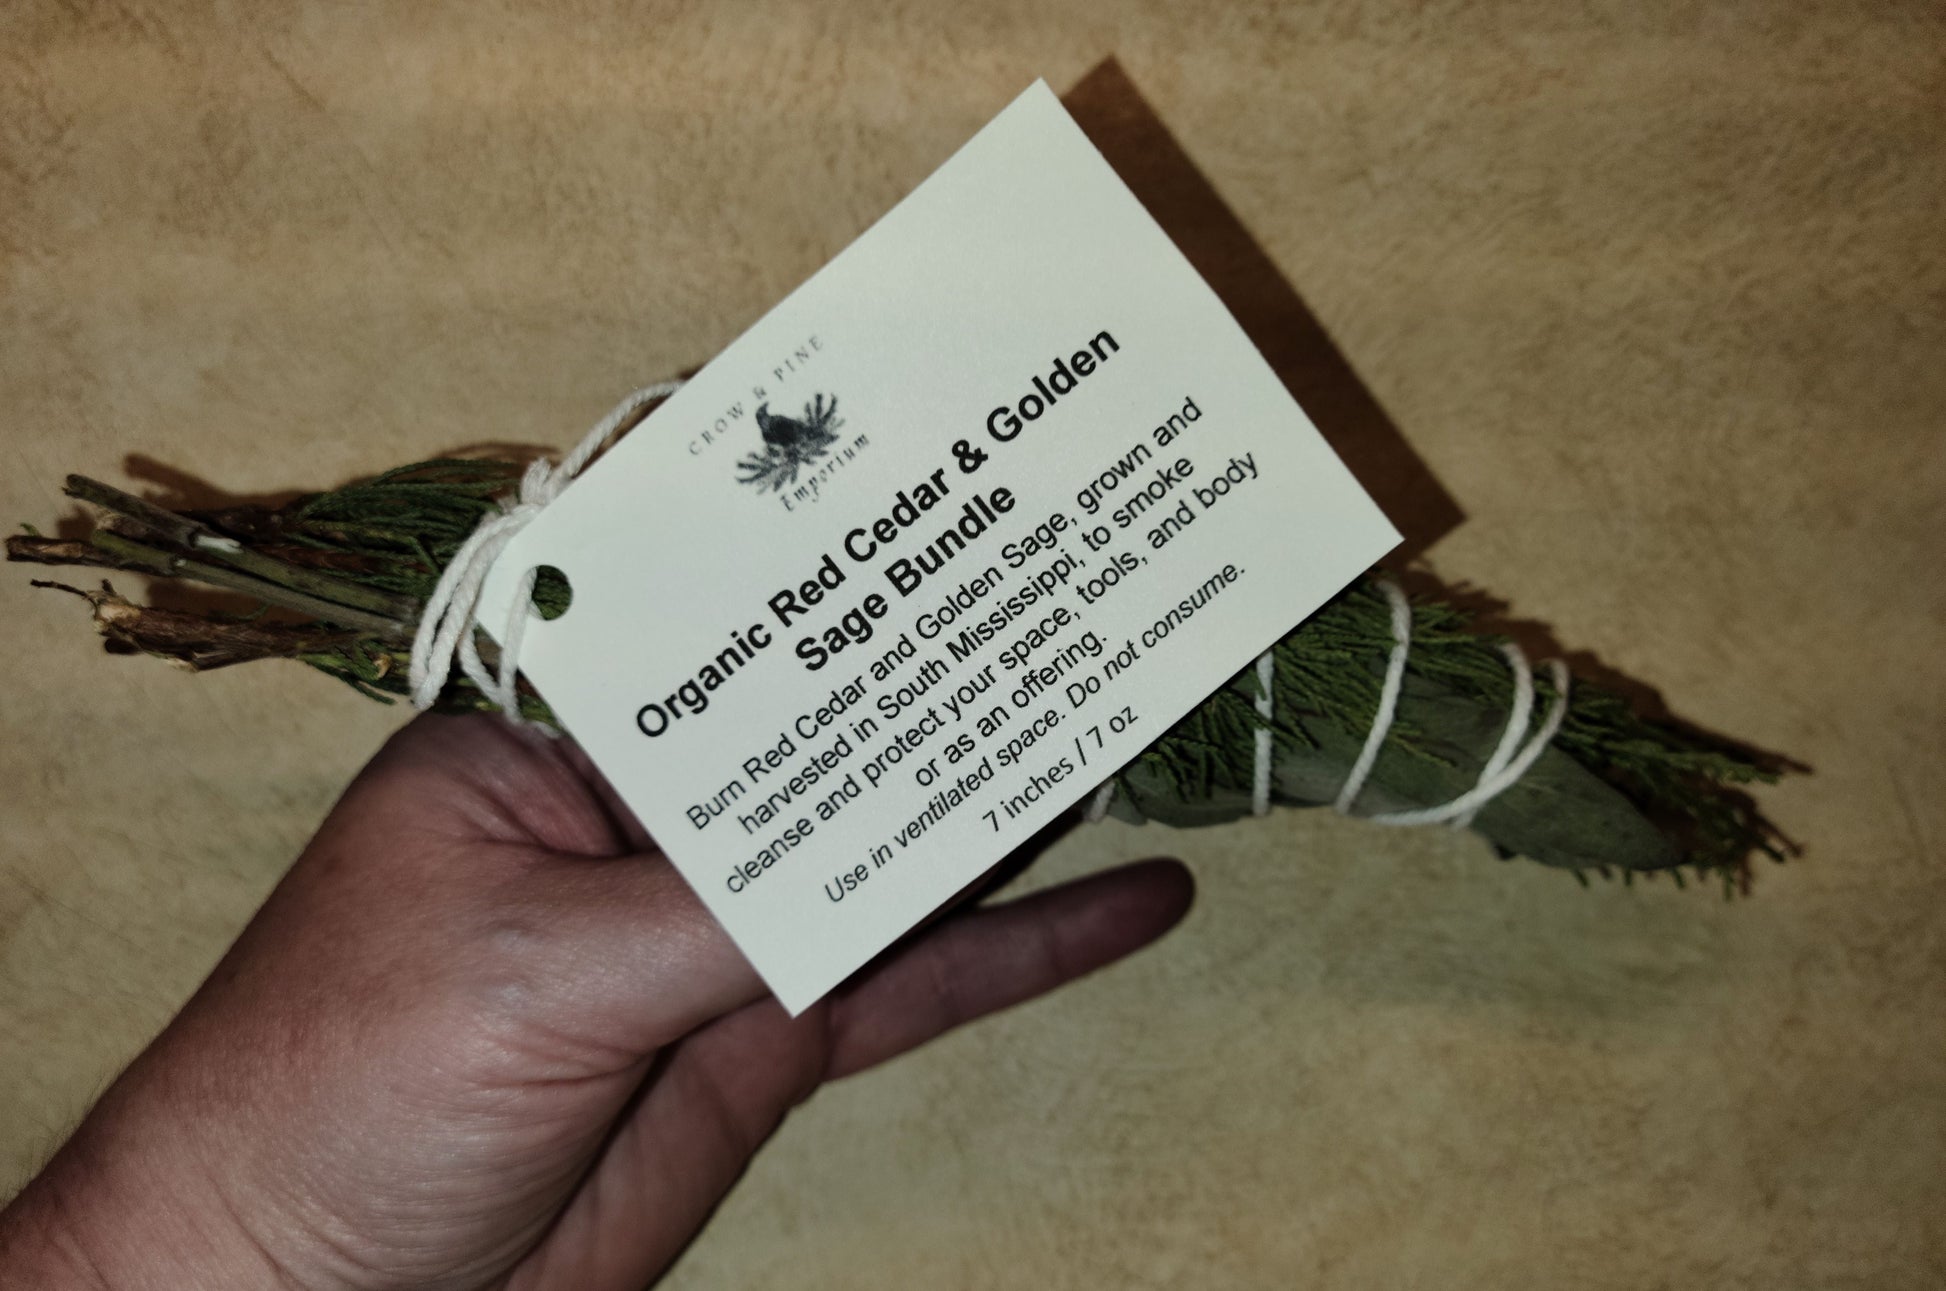 CROW & PINE
Emporium
Organic Red Cedar & Golden
Sage Bundle
Burn Red Cedar and Golden Sage, grown and
harvested in South Mississippi, to smoke
cleanse and protect your space, tools, and body
or as an offering.
Use in ventilated space. Do not consume.
7 inches / 7 oz